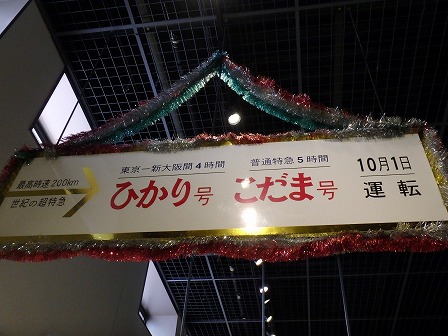 最高時速200km
世紀の超特急
東京ー新大阪間4時間
ひかり号
普通特急5時間
こだま号
10月1日
運転